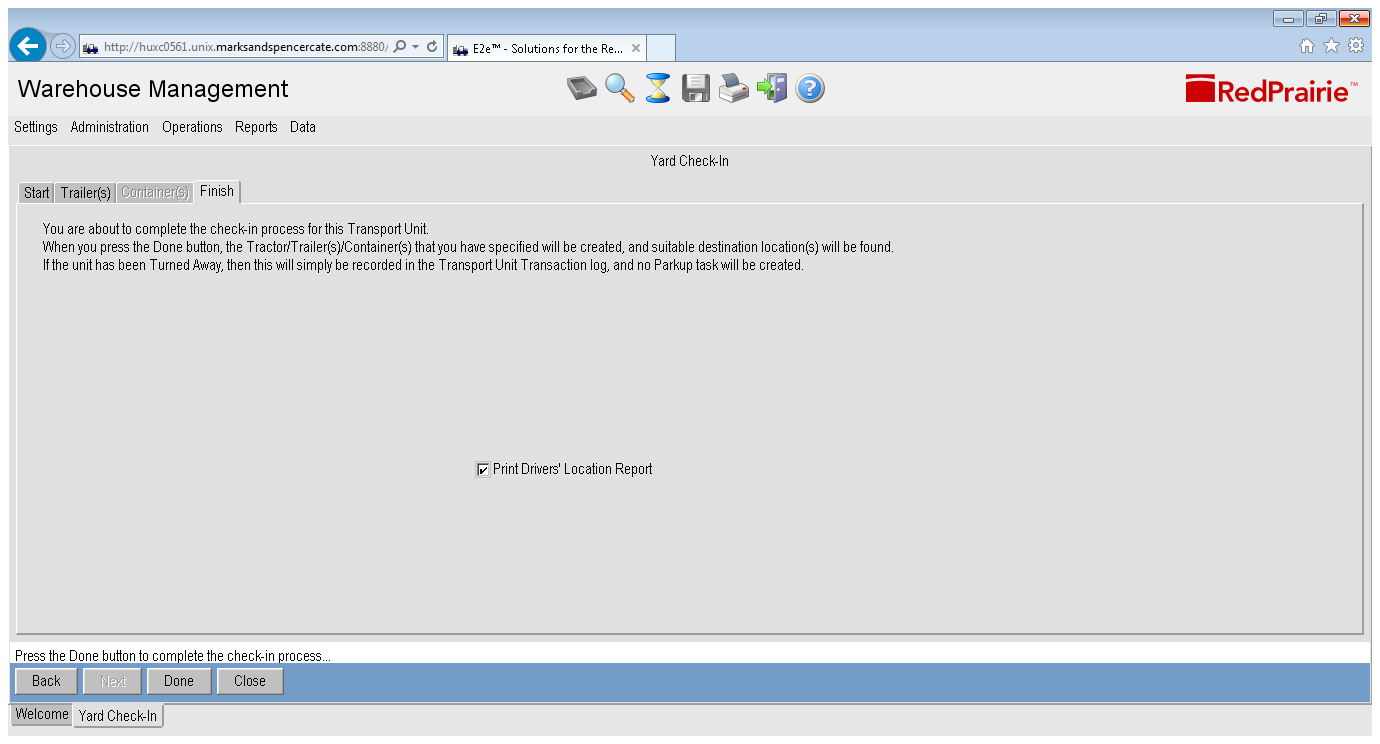 http://huxc0561.unix.marksandspencercate.com:8880/
E2e™ - Solutions for the Re...
Warehouse Management
RedPrairie™
Settings Administration Operations Reports Data
Yard Check-In
Start Trailer(s) Container(s) Finish
You are about to complete the check-in process for this Transport Unit.
When you press the Done button, the Tractor/Trailer(s)/Container(s) that you have specified will be created, and suitable destination location(s) will be found.
If the unit has been Turned Away, then this will simply be recorded in the Transport Unit Transaction log, and no Parkup task will be created.
Print Drivers' Location Report
Press the Done button to complete the check-in process...
Back Next Done Close
Welcome Yard Check-In